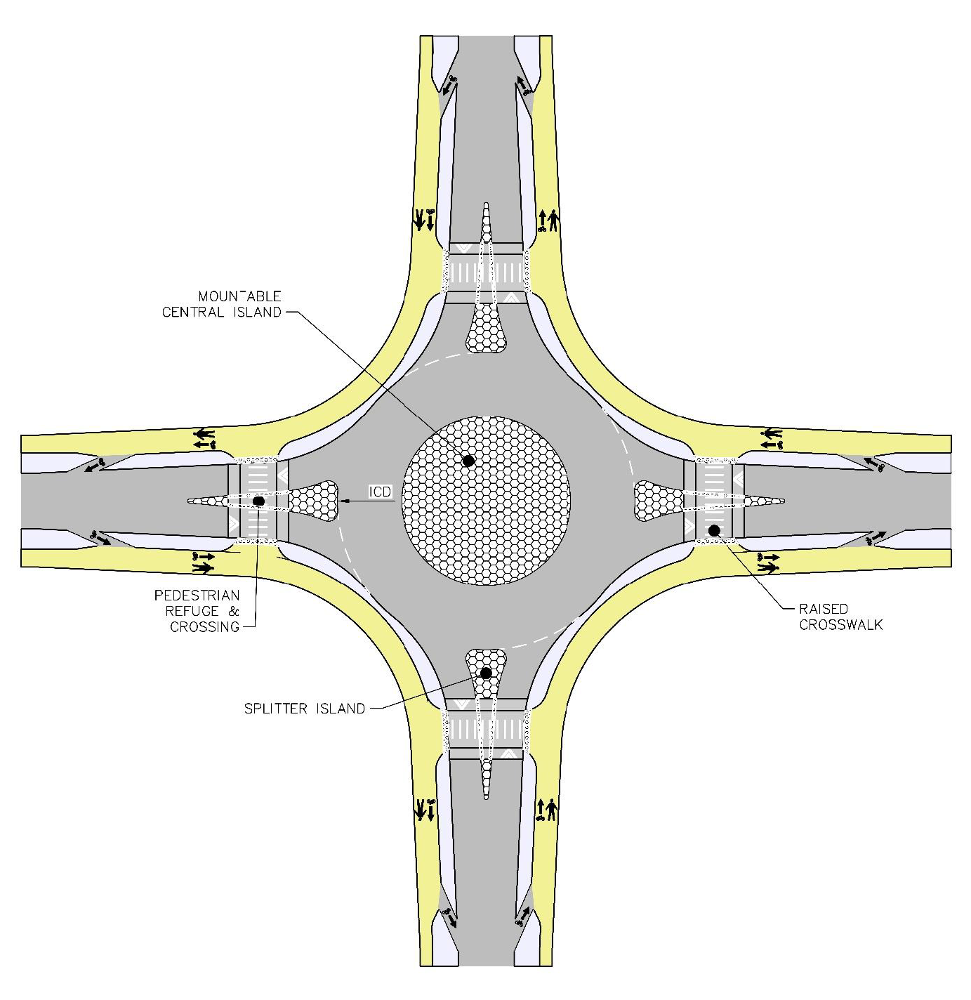 MOUNTABLE
CENTRAL ISLAND
ICD
PEDESTRIAN
REFUGE &
CROSSING
RAISED
CROSSWALK
SPLITTER ISLAND